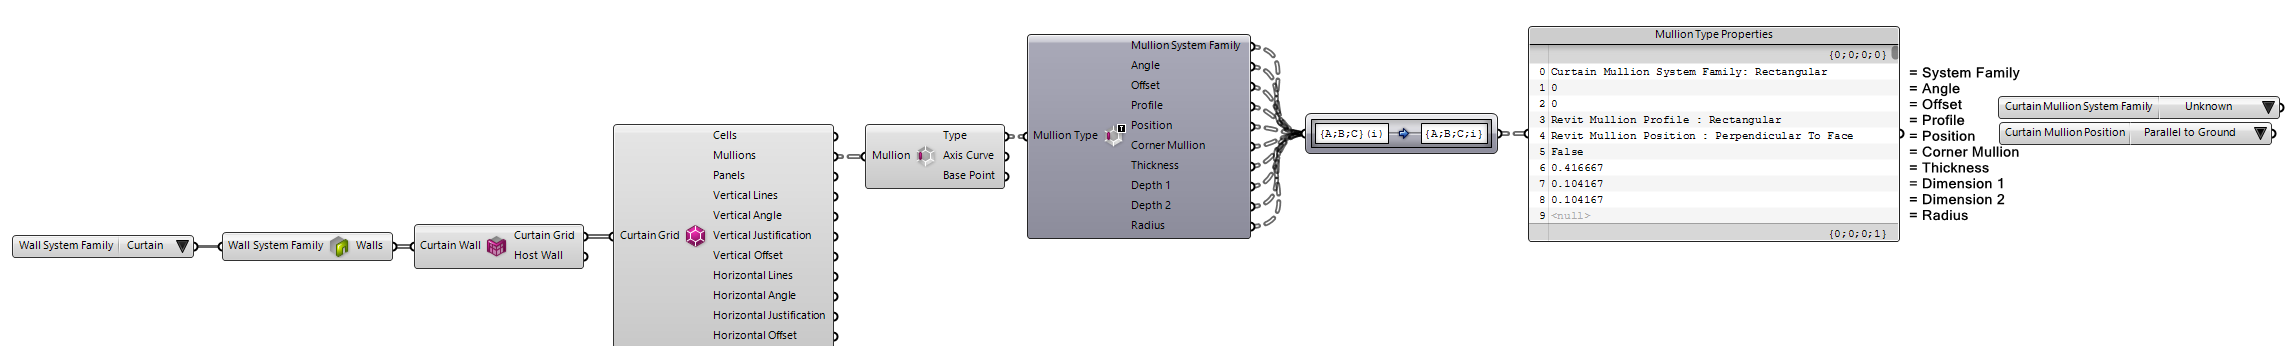 Wall System Family Curtain
Wall System Family Walls
Curtain Wall
Curtain Grid
Host Wall
Curtain Grid
Cells
Mullions
Panels
Vertical Lines
Vertical Angle
Vertical Justification
Vertical Offset
Horizontal Lines
Horizontal Angle
Horizontal Justification
Horizontal Offset
Mullion
Type
Axis Curve
Base Point
Mullion Type
T
Mullion System Family
Angle
Offset
Profile
Position
Corner Mullion
Thickness
Depth 1
Depth 2
Radius
{A;B;C}(i) {A;B;C;i}
Mullion Type Properties
{0;0;0;0}
0 Curtain Mullion System Family: Rectangular
1 0
2 0
3 Revit Mullion Profile : Rectangular
4 Revit Mullion Position : Perpendicular To Face
5 False
6 0.416667
7 0.104167
8 0.104167
9 <null>
{0;0;0;1}
= System Family
= Angle
= Offset
= Profile
= Position
= Corner Mullion
= Thickness
= Dimension 1
= Dimension 2
= Radius
Curtain Mullion System Family Unknown
Curtain Mullion Position Parallel to Ground